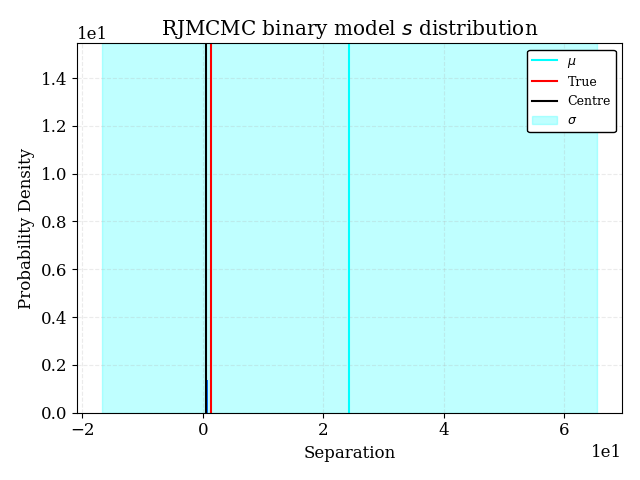 RJMCMC binary model s distribution
1e1
1.4
1.2
1.0
0.8
0.6
0.4
0.2
0.0
Probability Density
μ
True
Centre
σ
−2
0
2
4
6
1e1
Separation